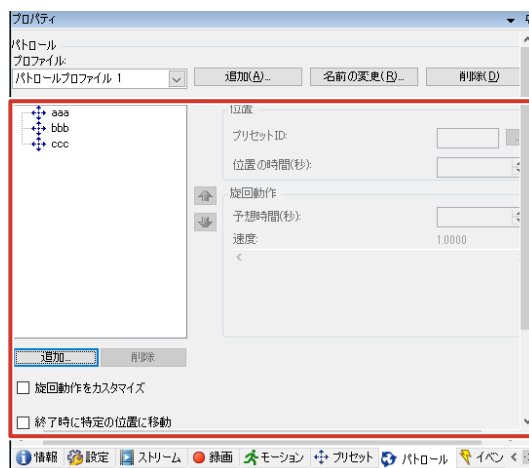 プロパティ
パトロール
プロファイル:
パトロールプロファイル 1
追加(A)...
名前の変更(R)...
削除(D)
aaa
bbb
ccc
位置
プリセットID:
...
位置の時間(秒):
旋回動作
予想時間(秒):
速度:
1.0000
追加...
削除
旋回動作をカスタマイズ
終了時に特定の位置に移動
情報 設定 ストリーム 録画 モーション プリセット パトロール イベン